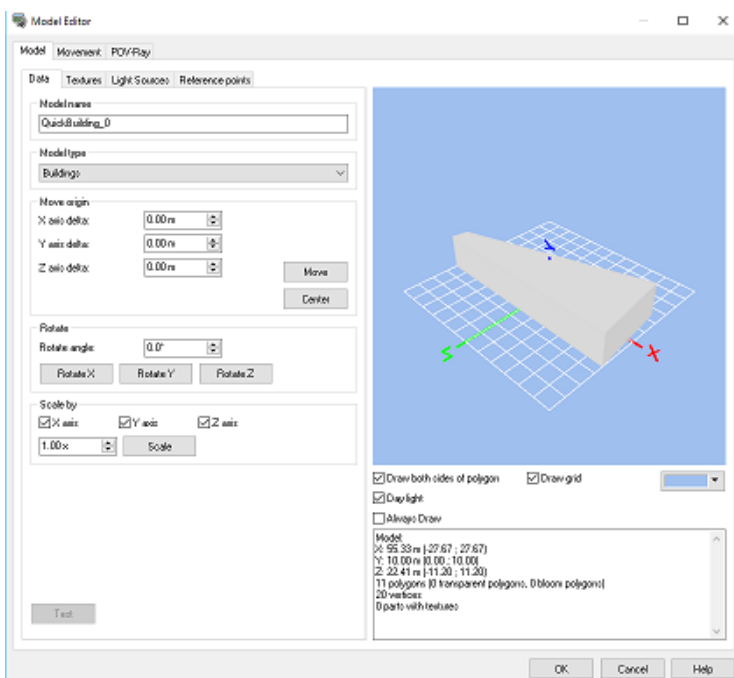 Model Editor
Model Movement POV-Ray
Data Textures Light Sources Reference points
Model name
QuickBuilding_0
Model type
Buildings
Move origin
X axis delta: 0.00 m
Y axis delta: 0.00 m
Z axis delta: 0.00 m
Move
Center
Rotate
Rotate angle: 0.0°
Rotate X Rotate Y Rotate Z
Scale by
X axis Y axis Z axis
1.00 x Scale
Test
Y
S
X
Draw both sides of polygon Draw grid
Day light
Always Draw
Model:
X: 55.33 m (-27.67 ; 27.67)
Y: 10.00 m (0.00 ; 10.00)
Z: 22.41 m (-11.20 ; 11.20)
11 polygons (0 transparent polygons, 0 bloom polygons)
20 vertices
0 parts with textures
OK Cancel Help